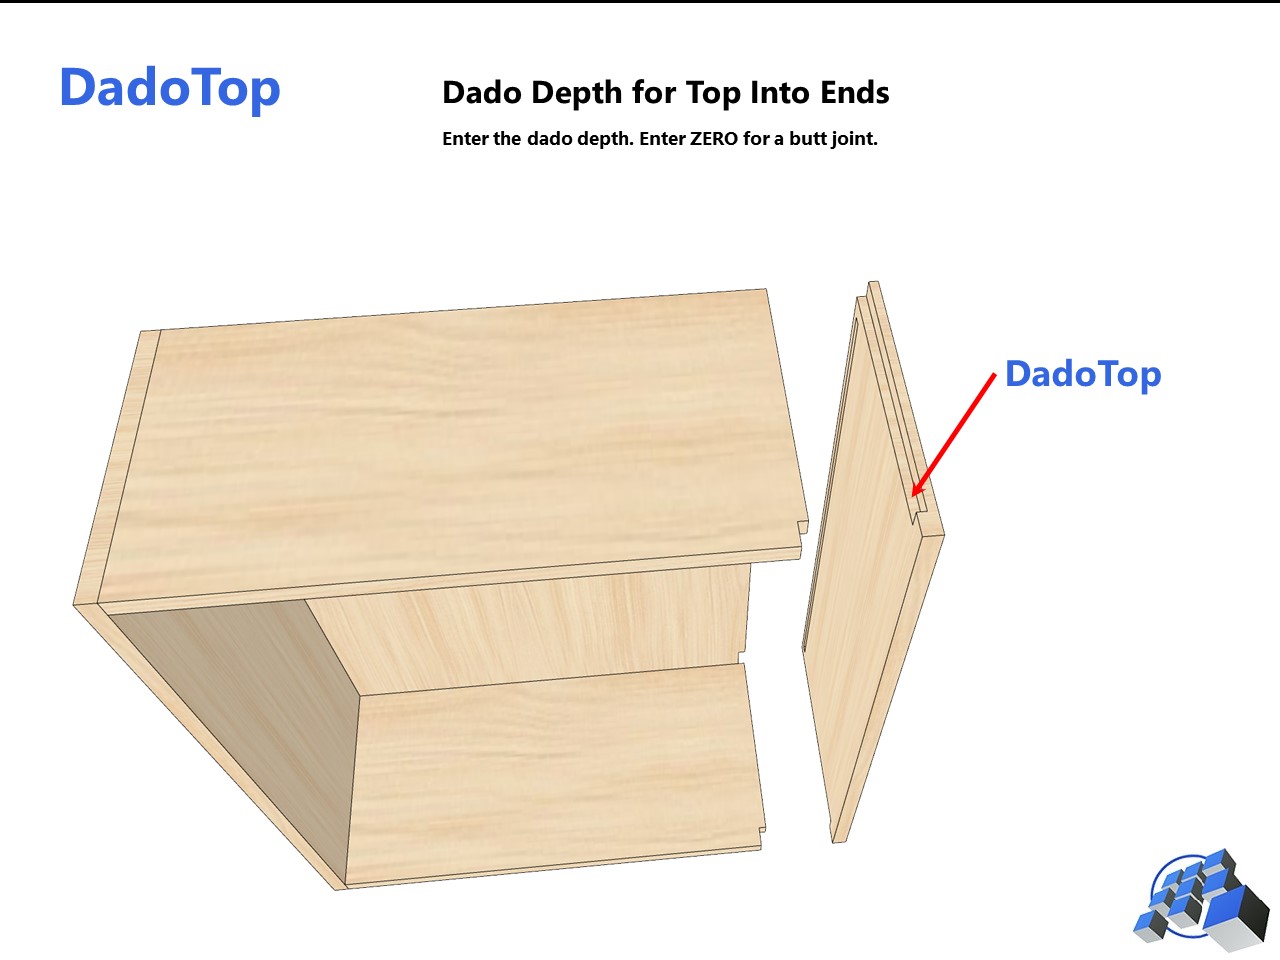 DadoTop
Dado Depth for Top Into Ends
Enter the dado depth. Enter ZERO for a butt joint.
DadoTop